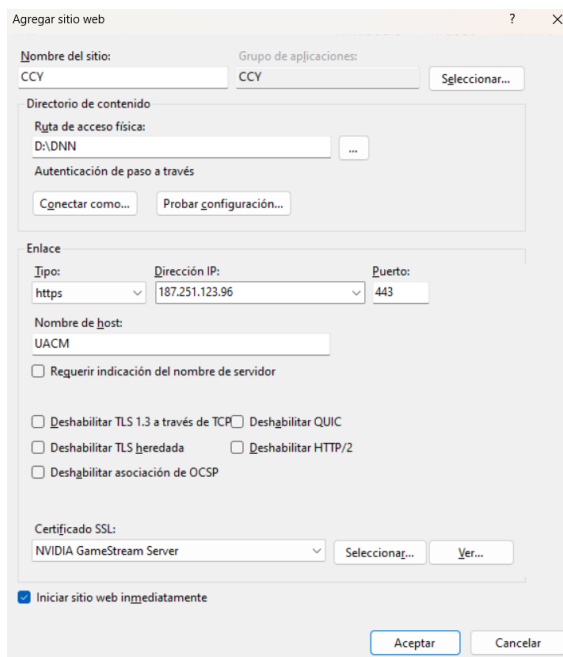 Agregar sitio web ? ×
Nombre del sitio: Grupo de aplicaciones:
CCY CCY Seleccionar...
Directorio de contenido
Ruta de acceso física:
D:\DNN ...
Autenticación de paso a través
Conectar como... Probar configuración...
Enlace
Tipo: Dirección IP: Puerto:
https 187.251.123.96 443
Nombre de host:
UACM
Requerir indicación del nombre de servidor
Deshabilitar TLS 1.3 a través de TCP Deshabilitar QUIC
Deshabilitar TLS heredada Deshabilitar HTTP/2
Deshabilitar asociación de OCSP
Certificado SSL:
NVIDIA GameStream Server Seleccionar... Ver...
Iniciar sitio web inmediatamente
Aceptar Cancelar